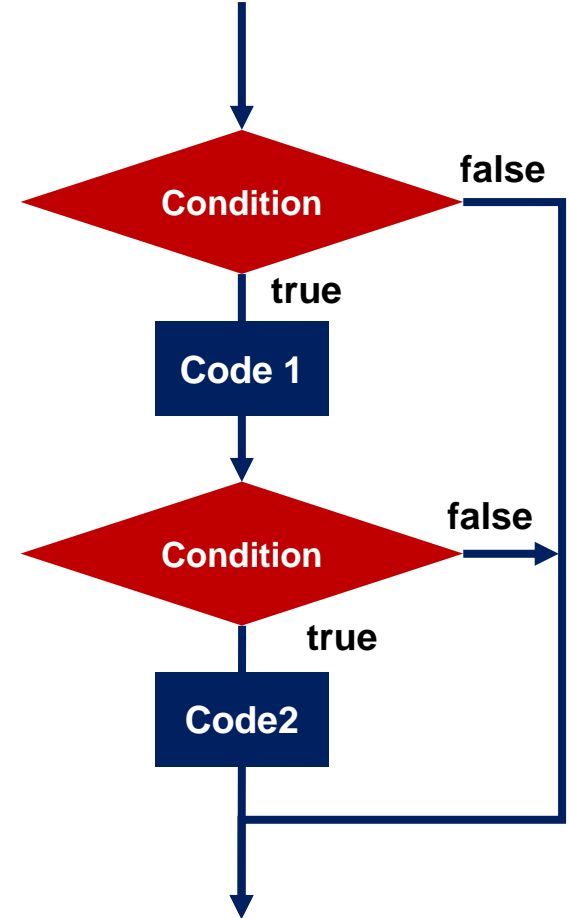 false
Condition
true
Code 1
false
Condition
true
Code2